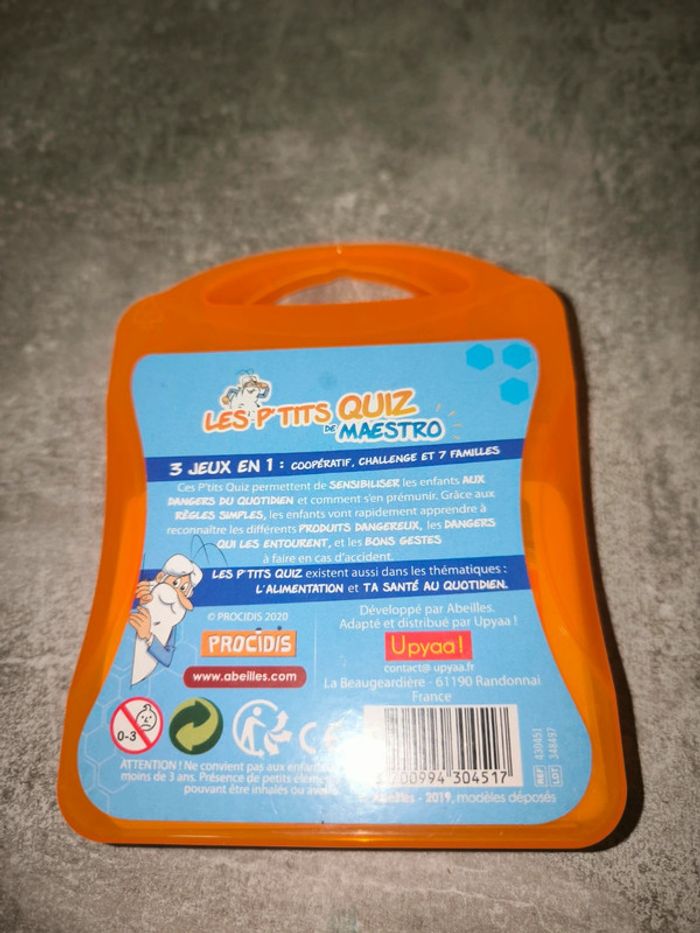 LES P'TITS QUIZ
DE MAESTRO
3 JEUX EN 1 : COOPÉRATIF, CHALLENGE ET 7 FAMILLES
Ces P'tits Quiz permettent de SENSIBILISER les enfants AUX
DANGERS DU QUOTIDIEN et comment s'en prémunir. Grâce aux
RÈGLES SIMPLES, les enfants vont rapidement apprendre à
reconnaître les différents PRODUITS DANGEREUX, les DANGERS
QUI LES ENTOURENT, et les BONS GESTES
à faire en cas d'accident.
LES P'TITS QUIZ existent aussi dans les thématiques :
L'ALIMENTATION et TA SANTÉ AU QUOTIDIEN.
© PROCIDIS 2020
PROCIDIS
www.abeilles.com
Développé par Abeilles.
Adapté et distribué par Upyaa !
Upyaa!
contact@upyaa.fr
La Beaugeardière - 61190 Randonnai
France
0-3
CE
ATTENTION ! Ne convient pas aux enfants
moins de 3 ans. Présence de petits
pouvant être inhalés ou
700994 304517
REF 430451
LOT 348497
© Abeilles - 2019, modèles déposés